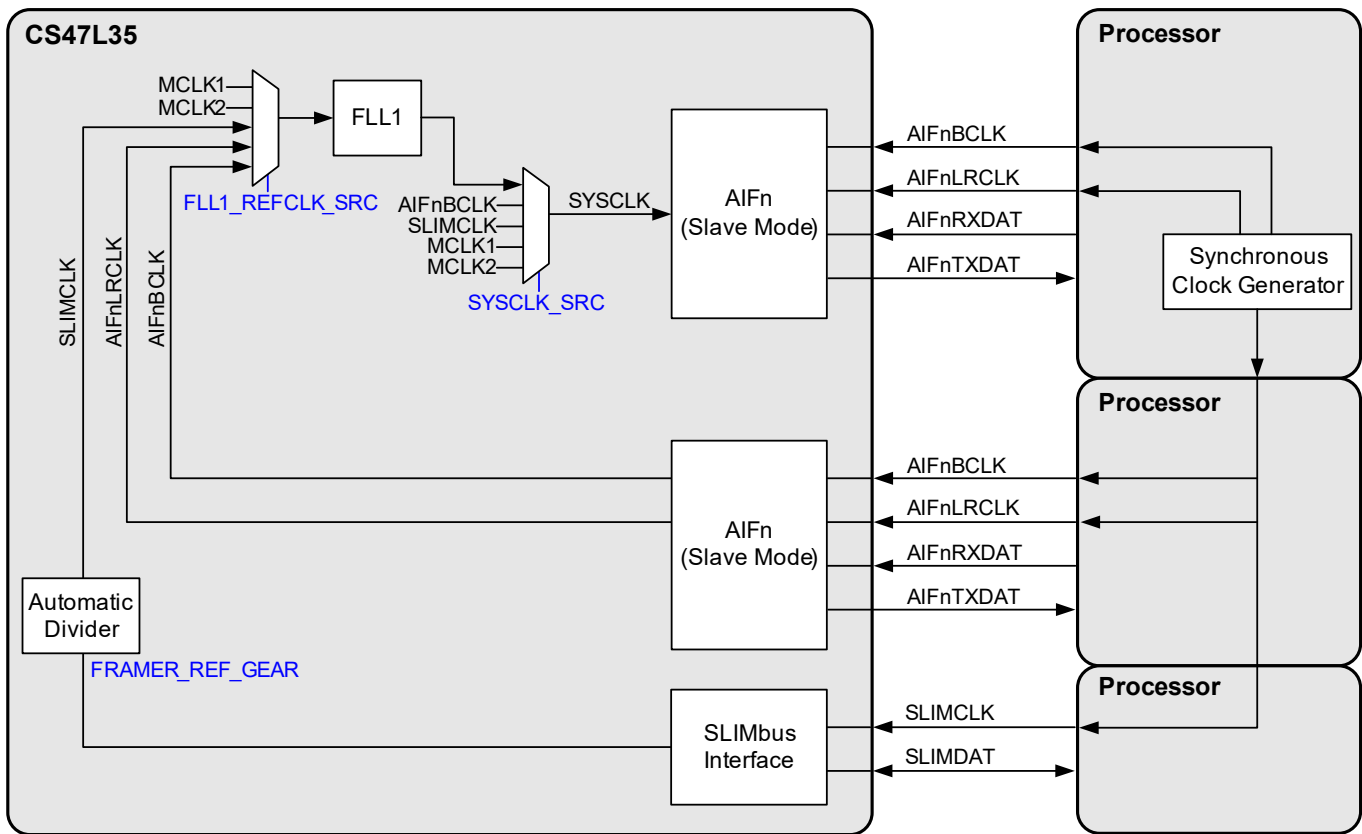 CS47L35
MCLK1
MCLK2
FLL1
FLL1_REFCLK_SRC
AIFnBCLK
SLIMCLK
MCLK1
MCLK2
SYSCLK_SRC
SYSCLK
AIFn
(Slave Mode)
AIFnBCLK
AIFnLRCLK
AIFnRXDAT
AIFnTXDAT
Processor
Synchronous
Clock Generator
SLIMCLK
AIFnLRCLK
AIFnBCLK
AIFn
(Slave Mode)
AIFnBCLK
AIFnLRCLK
AIFnRXDAT
AIFnTXDAT
Processor
Automatic
Divider
FRAMER_REF_GEAR
SLIMbus
Interface
SLIMCLK
SLIMDAT
Processor